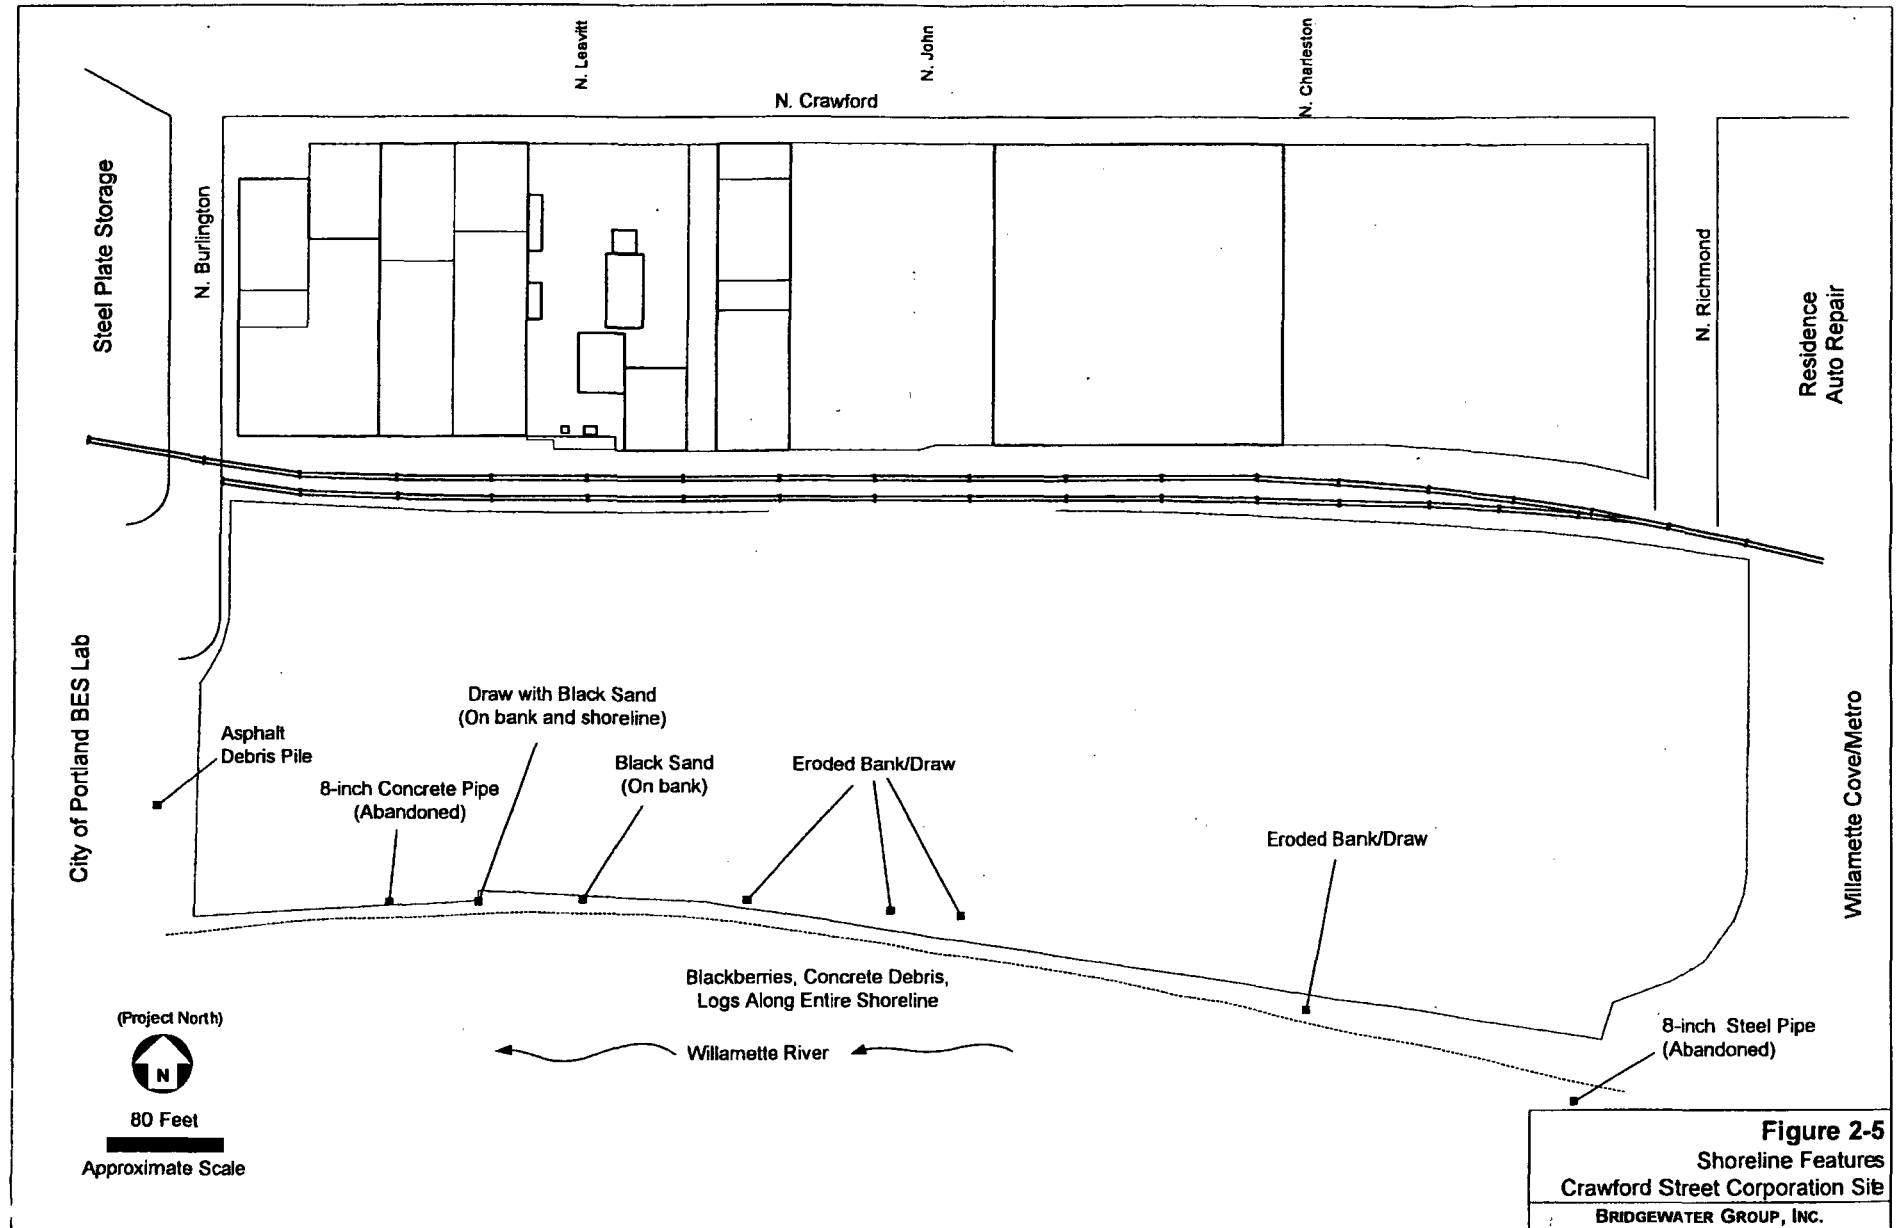 N. Leavitt
N. John
N. Charleston
N. Crawford
Steel Plate Storage
N. Burlington
N. Richmond
Residence
Auto Repair
City of Portland BES Lab
Asphalt
Debris Pile
Draw with Black Sand
(On bank and shoreline)
8-inch Concrete Pipe
(Abandoned)
Black Sand
(On bank)
Eroded Bank/Draw
Eroded Bank/Draw
Willamette Cove/Metro
Blackberries, Concrete Debris,
Logs Along Entire Shoreline
Willamette River
8-inch Steel Pipe
(Abandoned)
(Project North)
N
80 Feet
Approximate Scale
Figure 2-5
Shoreline Features
Crawford Street Corporation Site
BRIDGEWATER GROUP, INC.